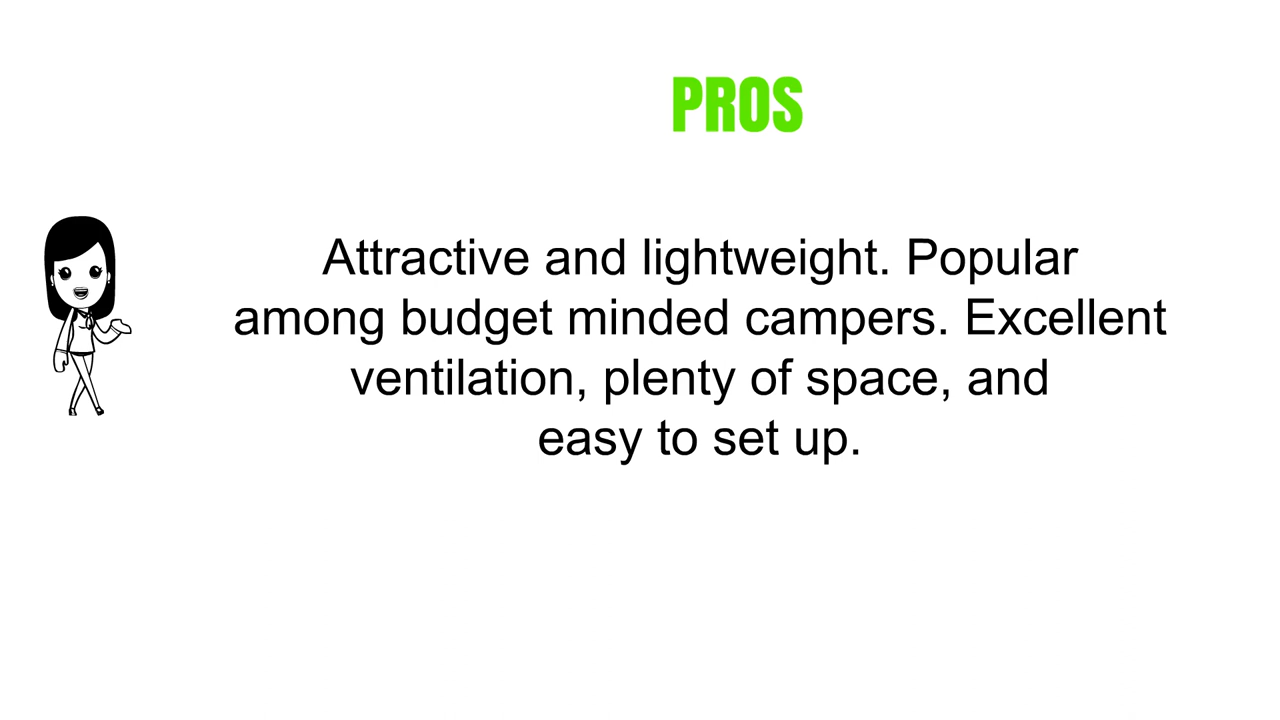 PROS
Attractive and lightweight. Popular
among budget minded campers. Excellent
ventilation, plenty of space, and
easy to set up.